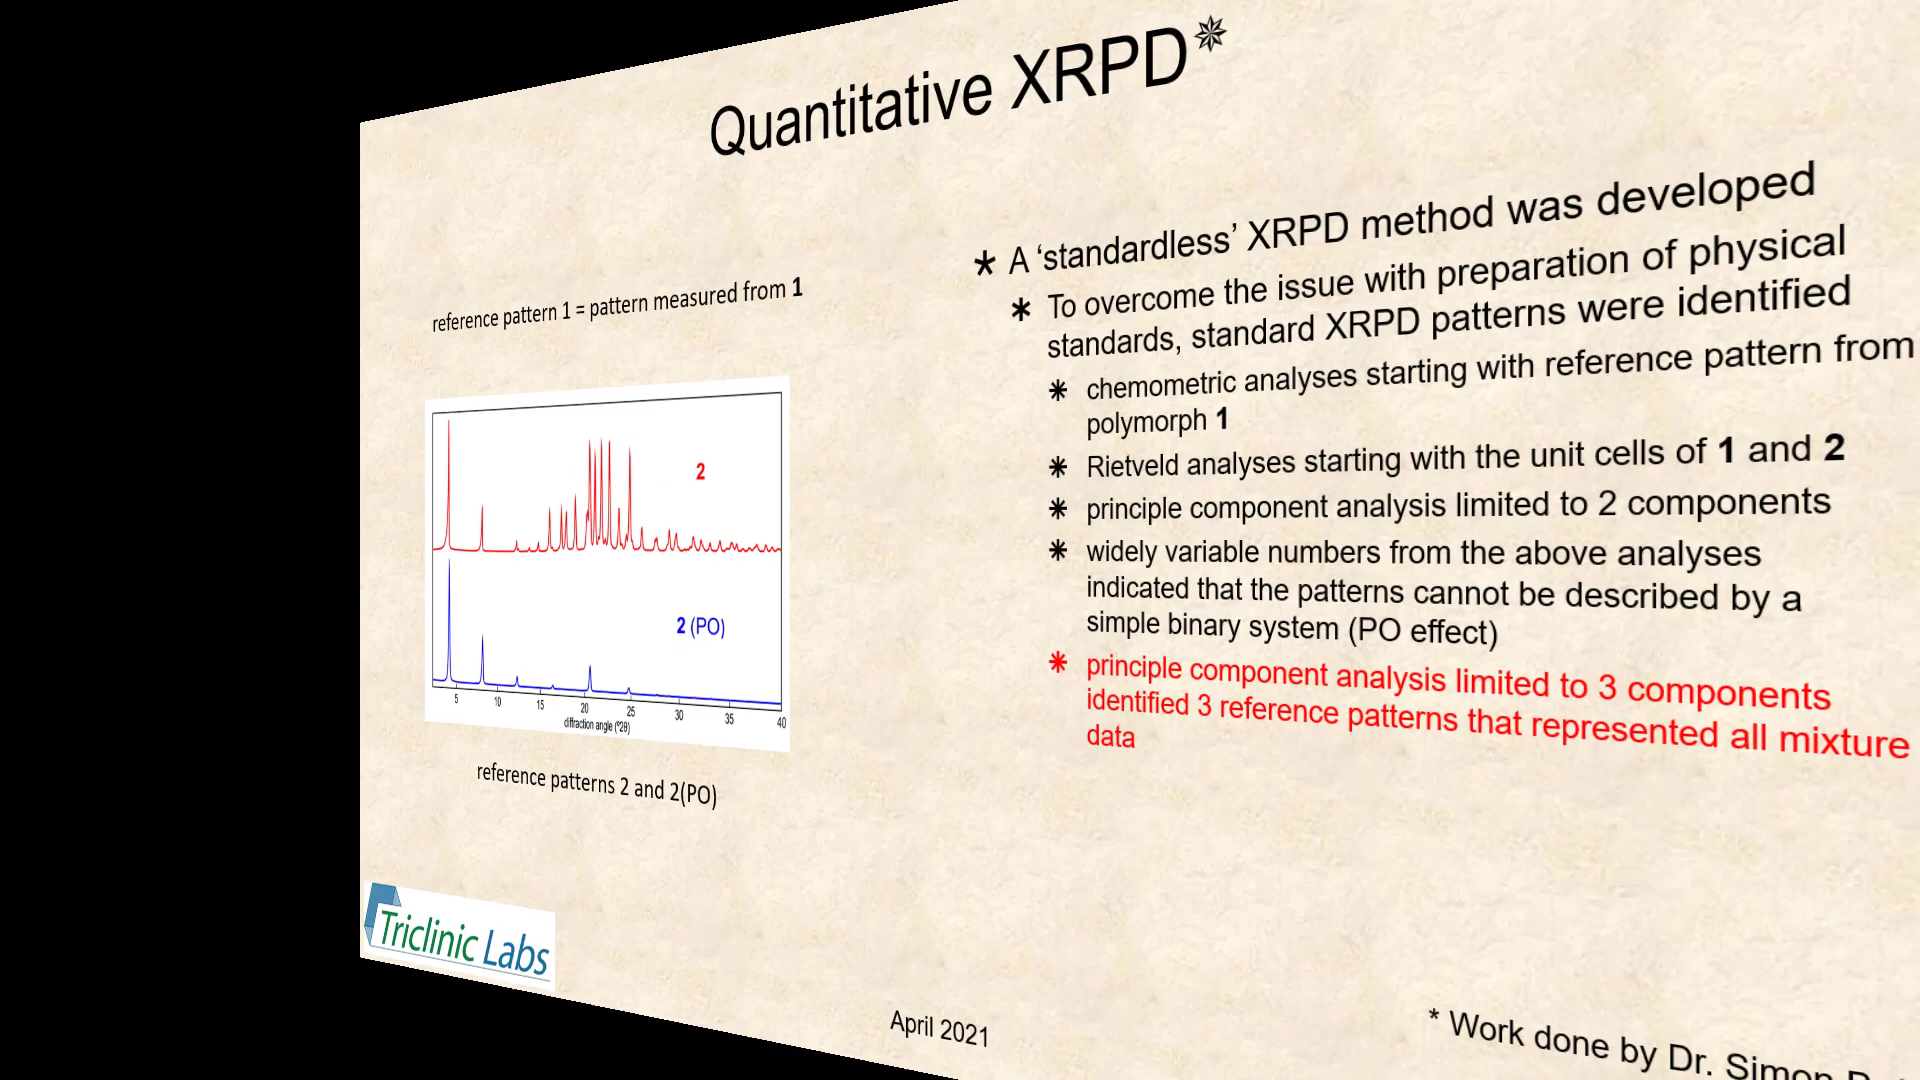 Quantitative XRPD*
reference pattern 1 = pattern measured from 1
2
2 (PO)
5 10 15 20 25 30 35 40
diffraction angle (°2θ)
reference patterns 2 and 2(PO)
* A ‘standardless’ XRPD method was developed
* To overcome the issue with preparation of physical
standards, standard XRPD patterns were identified
* chemometric analyses starting with reference pattern from
polymorph 1
* Rietveld analyses starting with the unit cells of 1 and 2
* principle component analysis limited to 2 components
* widely variable numbers from the above analyses
indicated that the patterns cannot be described by a
simple binary system (PO effect)
* principle component analysis limited to 3 components
identified 3 reference patterns that represented all mixture
data
Triclinic Labs
April 2021
* Work done by Dr. Simon